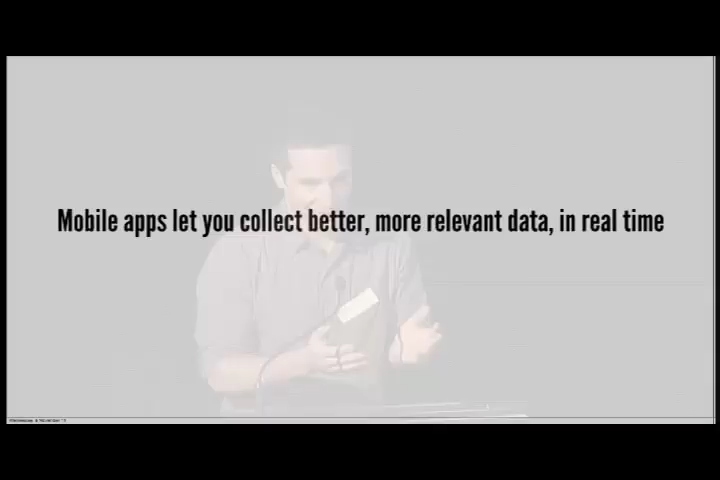 Mobile apps let you collect better, more relevant data, in real time